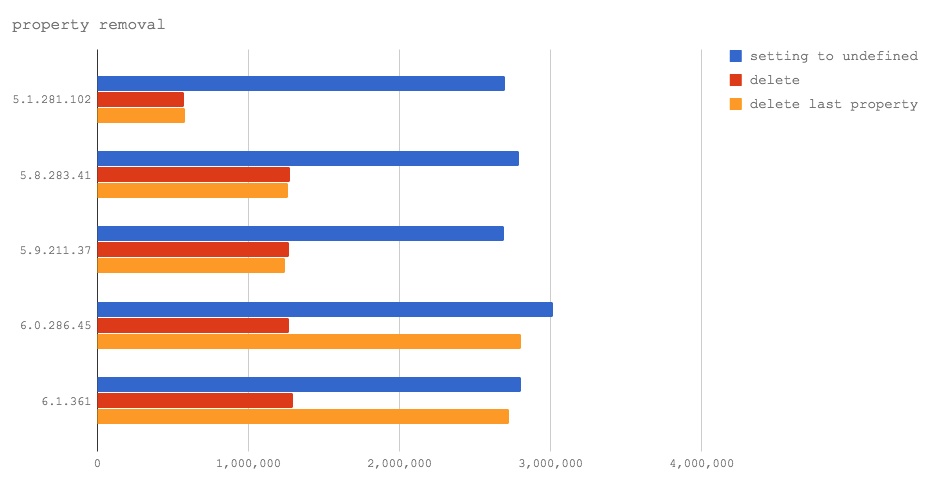 property removal
setting to undefined
delete
delete last property
5.1.281.102
5.8.283.41
5.9.211.37
6.0.286.45
6.1.361
0 1,000,000 2,000,000 3,000,000 4,000,000